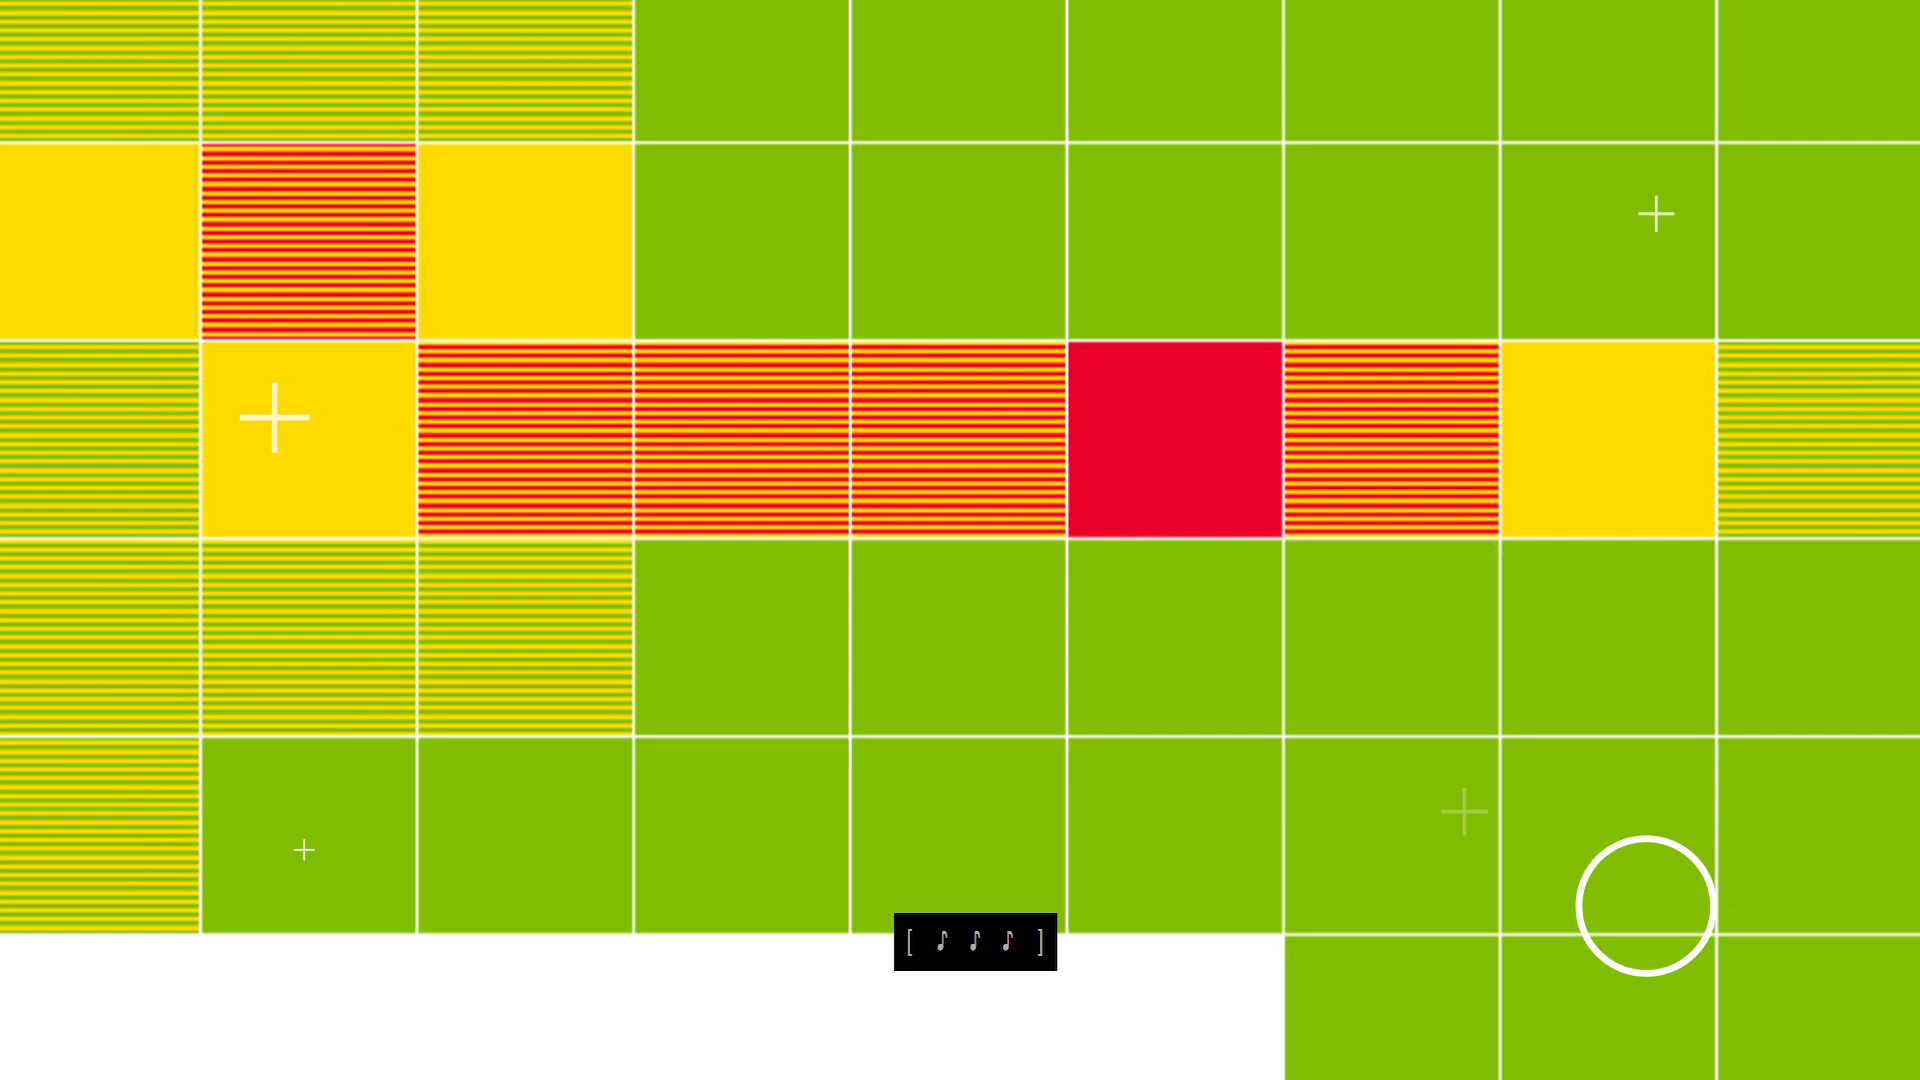 [ ♪ ♪ ♪ ]